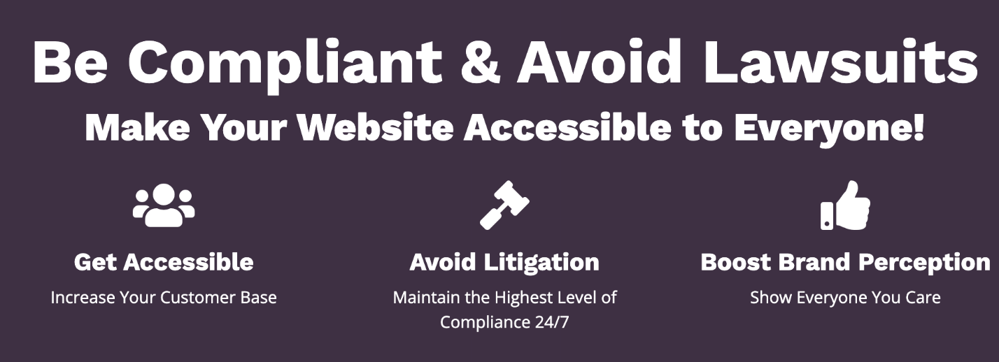 Be Compliant & Avoid Lawsuits
Make Your Website Accessible to Everyone!
Get Accessible
Increase Your Customer Base
Avoid Litigation
Maintain the Highest Level of
Compliance 24/7
Boost Brand Perception
Show Everyone You Care